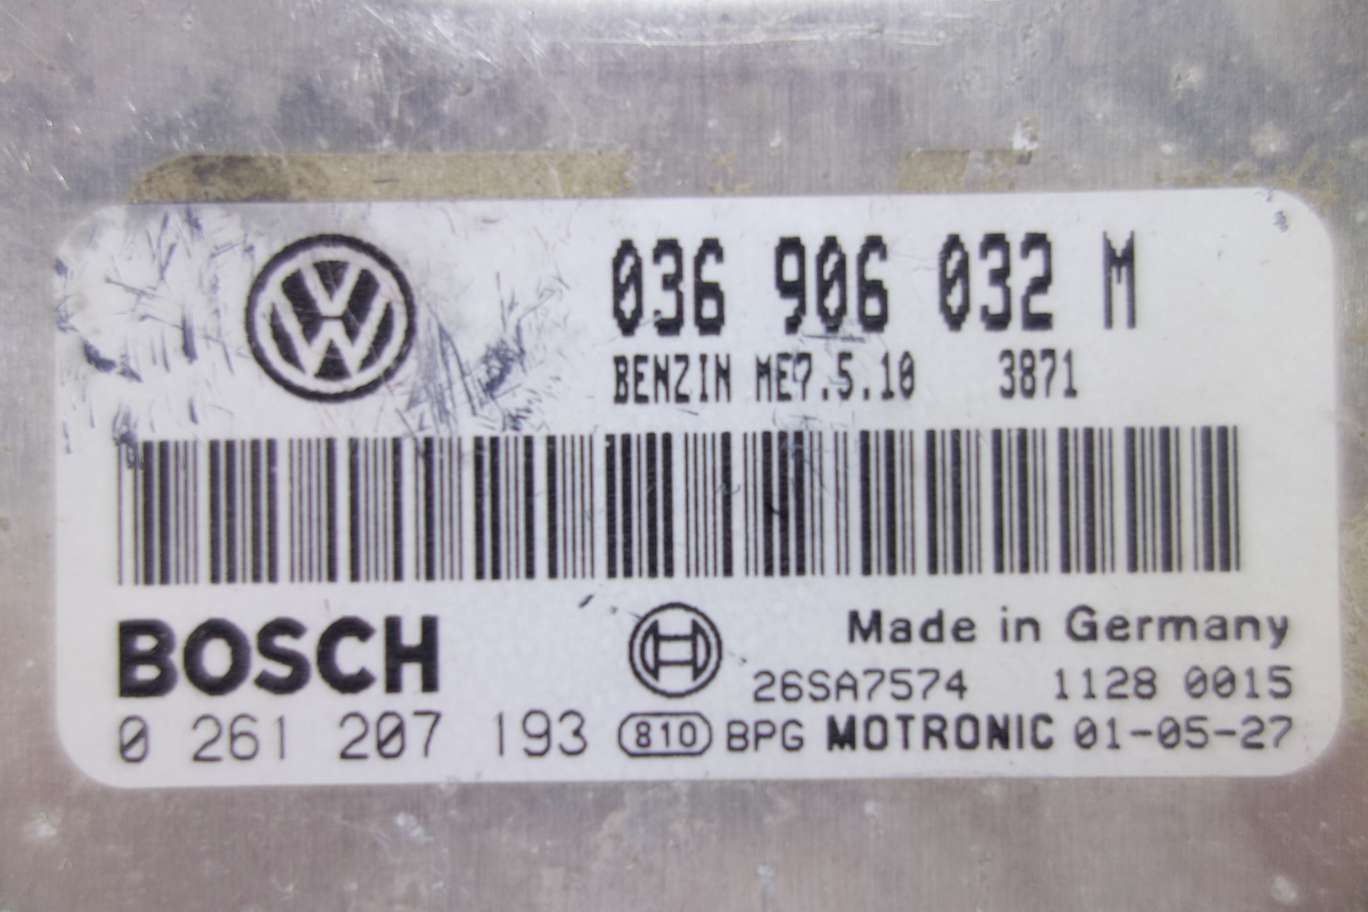 036 906 032 M
BENZIN ME7.5.10 3871
BOSCH
Made in Germany
26SA7574 1128 0015
0 261 207 193 810 BPG MOTRONIC 01-05-27